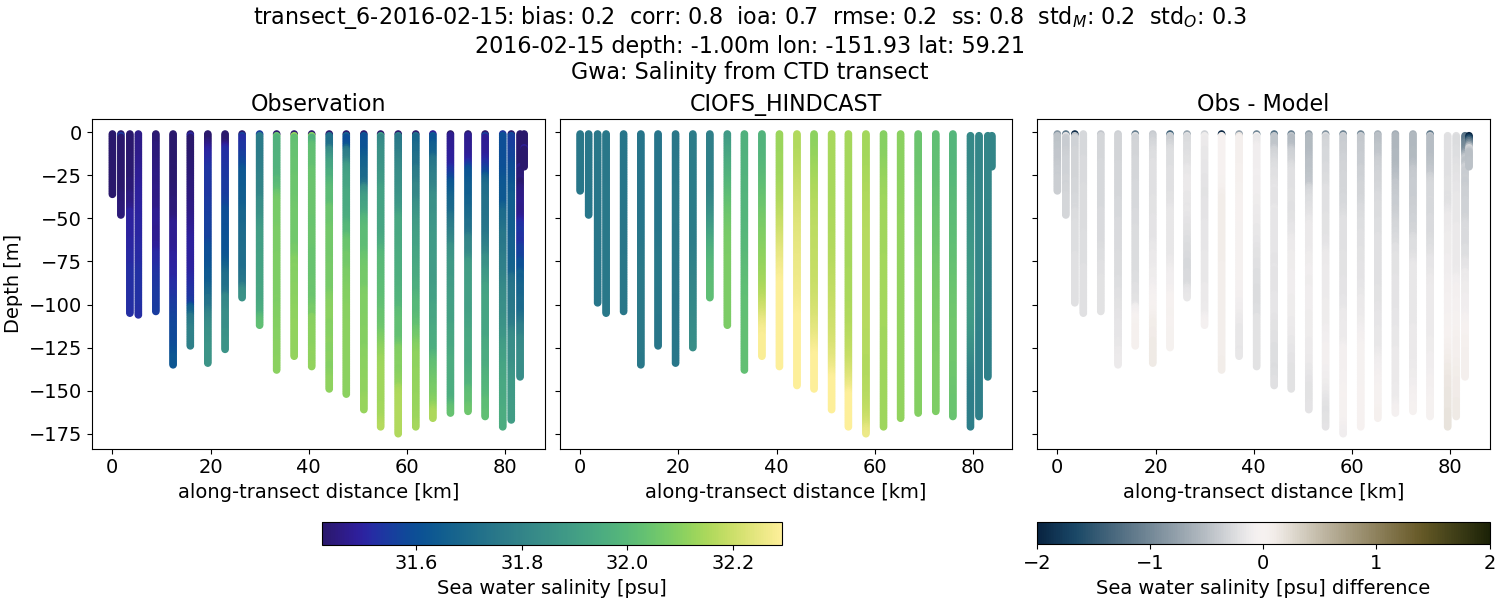 transect_6-2016-02-15: bias: 0.2 corr: 0.8 ioa: 0.7 rmse: 0.2 ss: 0.8 std_M: 0.2 std_O: 0.3
2016-02-15 depth: -1.00m lon: -151.93 lat: 59.21
Gwa: Salinity from CTD transect
Observation CIOFS_HINDCAST Obs - Model
Depth [m]
0
−25
−50
−75
−100
−125
−150
−175
0 20 40 60 80 0 20 40 60 80 0 20 40 60 80
along-transect distance [km] along-transect distance [km] along-transect distance [km]
31.6 31.8 32.0 32.2 −2 −1 0 1 2
Sea water salinity [psu] Sea water salinity [psu] difference